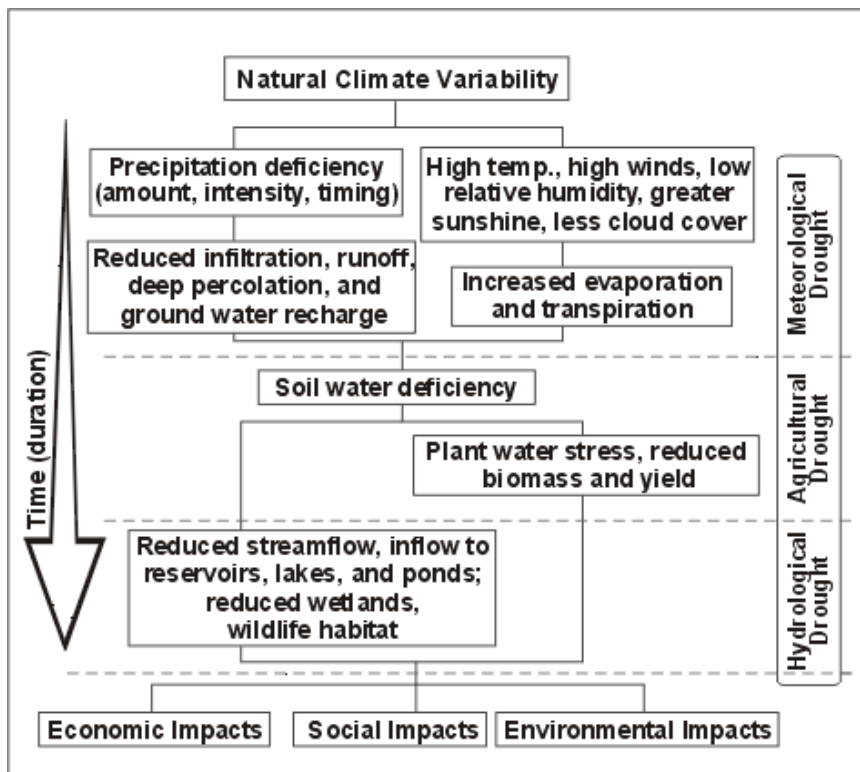 Natural Climate Variability
Precipitation deficiency
(amount, intensity, timing)
High temp., high winds, low
relative humidity, greater
sunshine, less cloud cover
Reduced infiltration, runoff,
deep percolation, and
ground water recharge
Increased evaporation
and transpiration
Meteorological
Drought
Soil water deficiency
Plant water stress, reduced
biomass and yield
Agricultural
Drought
Time (duration)
Reduced streamflow, inflow to
reservoirs, lakes, and ponds;
reduced wetlands,
wildlife habitat
Hydrological
Drought
Economic Impacts
Social Impacts
Environmental Impacts